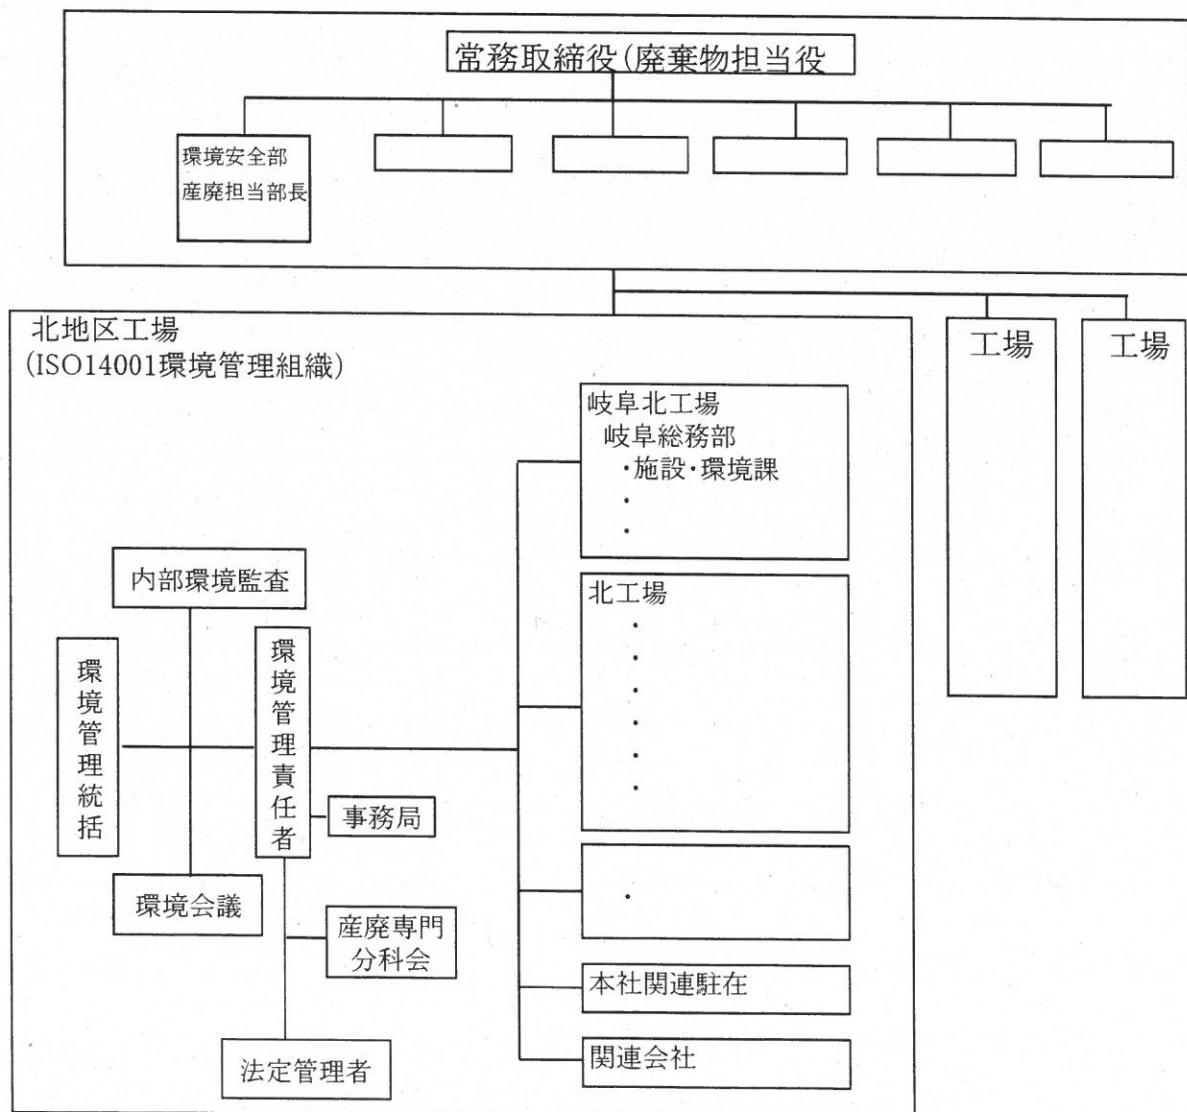 常務取締役(廃棄物担当役
環境安全部
産廃担当部長
北地区工場
(ISO14001環境管理組織)
工場
工場
岐阜北工場
岐阜総務部
・施設・環境課
・
・
内部環境監査
北工場
・
・
・
・
・
・
環境管理統括
環境管理責任者
事務局
環境会議
産廃専門
分科会
・
本社関連駐在
法定管理者
関連会社